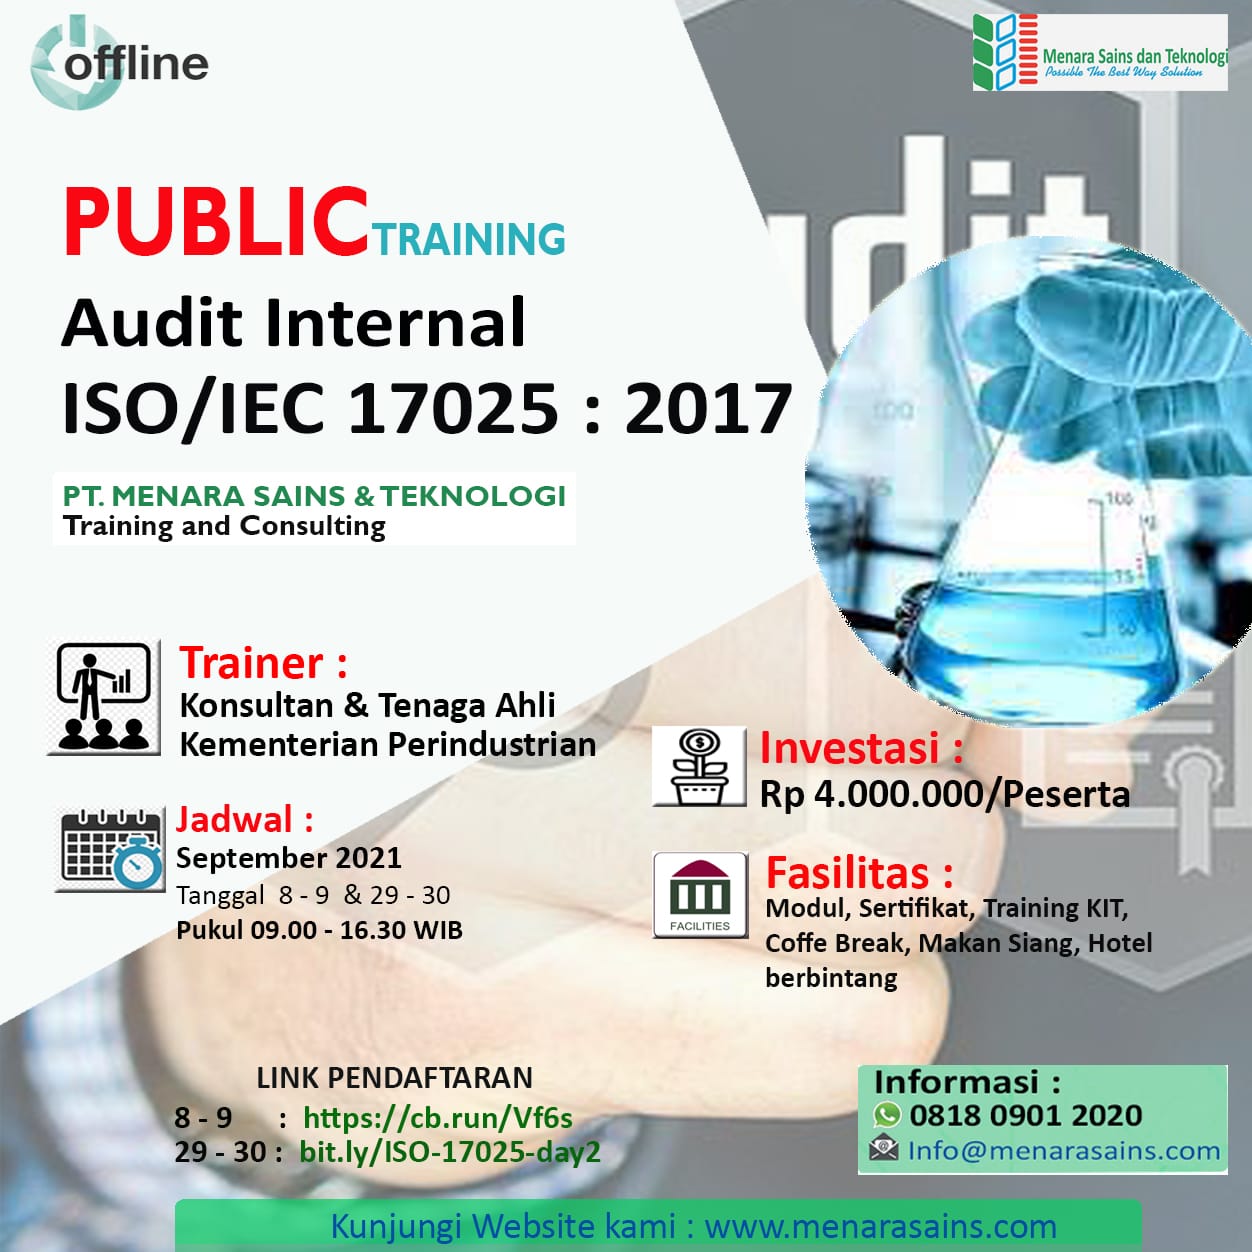 offline
Menara Sains dan Teknologi
Possible The Best Way Solution
Audit
PUBLIC TRAINING
Audit Internal
ISO/IEC 17025 : 2017
PT. MENARA SAINS & TEKNOLOGI
Training and Consulting
100
75
50
Trainer :
Konsultan & Tenaga Ahli
Kementerian Perindustrian
Jadwal :
September 2021
Tanggal 8 - 9 & 29 - 30
Pukul 09.00 - 16.30 WIB
Investasi :
Rp 4.000.000/Peserta
FACILITIES
Fasilitas :
Modul, Sertifikat, Training KIT,
Coffe Break, Makan Siang, Hotel
berbintang
LINK PENDAFTARAN
8 - 9 : https://cb.run/Vf6s
29 - 30 : bit.ly/ISO-17025-day2
Informasi :
0818 0901 2020
Info@menarasains.com
Kunjungi Website kami : www.menarasains.com